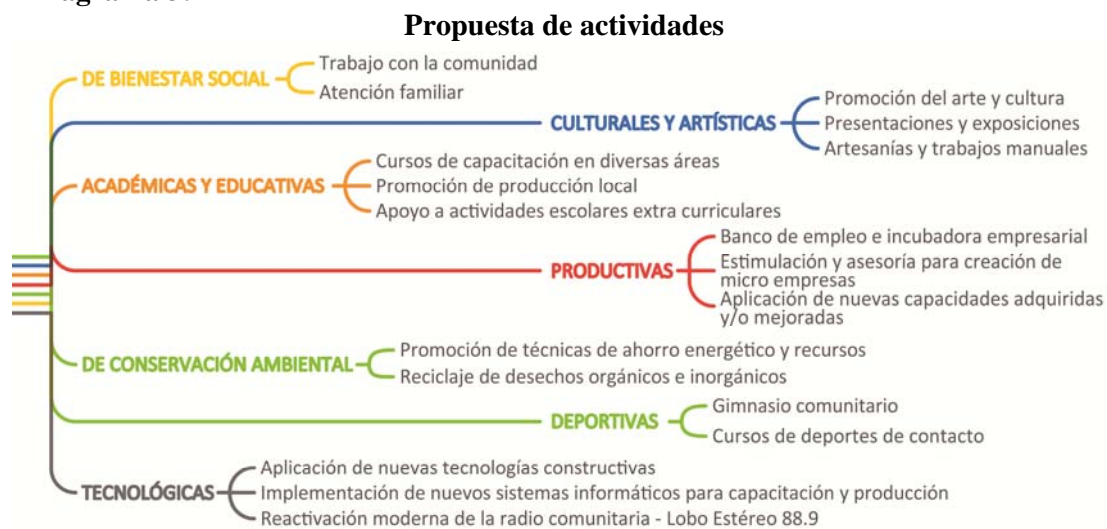 Propuesta de actividades
DE BIENESTAR SOCIAL
Trabajo con la comunidad
Atención familiar
CULTURALES Y ARTÍSTICAS
Promoción del arte y cultura
Presentaciones y exposiciones
Artesanías y trabajos manuales
ACADÉMICAS Y EDUCATIVAS
Cursos de capacitación en diversas áreas
Promoción de producción local
Apoyo a actividades escolares extra curriculares
PRODUCTIVAS
Banco de empleo e incubadora empresarial
Estimulación y asesoría para creación de
micro empresas
Aplicación de nuevas capacidades adquiridas
y/o mejoradas
DE CONSERVACIÓN AMBIENTAL
Promoción de técnicas de ahorro energético y recursos
Reciclaje de desechos orgánicos e inorgánicos
DEPORTIVAS
Gimnasio comunitario
Cursos de deportes de contacto
TECNOLÓGICAS
Aplicación de nuevas tecnologías constructivas
Implementación de nuevos sistemas informáticos para capacitación y producción
Reactivación moderna de la radio comunitaria - Lobo Estéreo 88.9